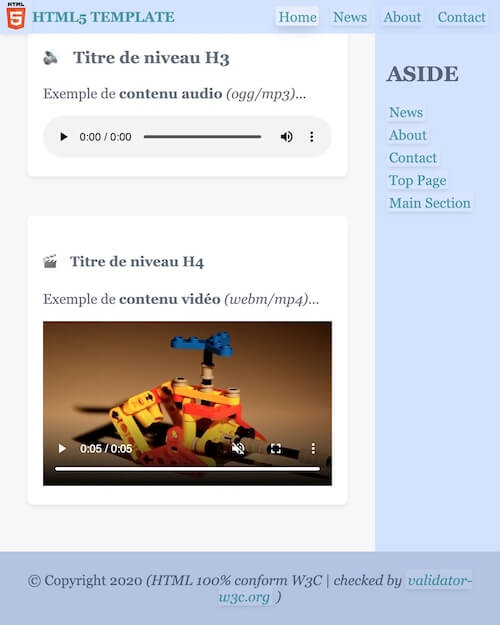 HTML
5
HTML5 TEMPLATE
Home News About Contact
Titre de niveau H3
Exemple de contenu audio (ogg/mp3)...
0:00 / 0:00
Titre de niveau H4
Exemple de contenu vidéo (webm/mp4)...
0:05 / 0:05
ASIDE
News
About
Contact
Top Page
Main Section
© Copyright 2020 (HTML 100% conform W3C | checked by validator-
w3c.org )